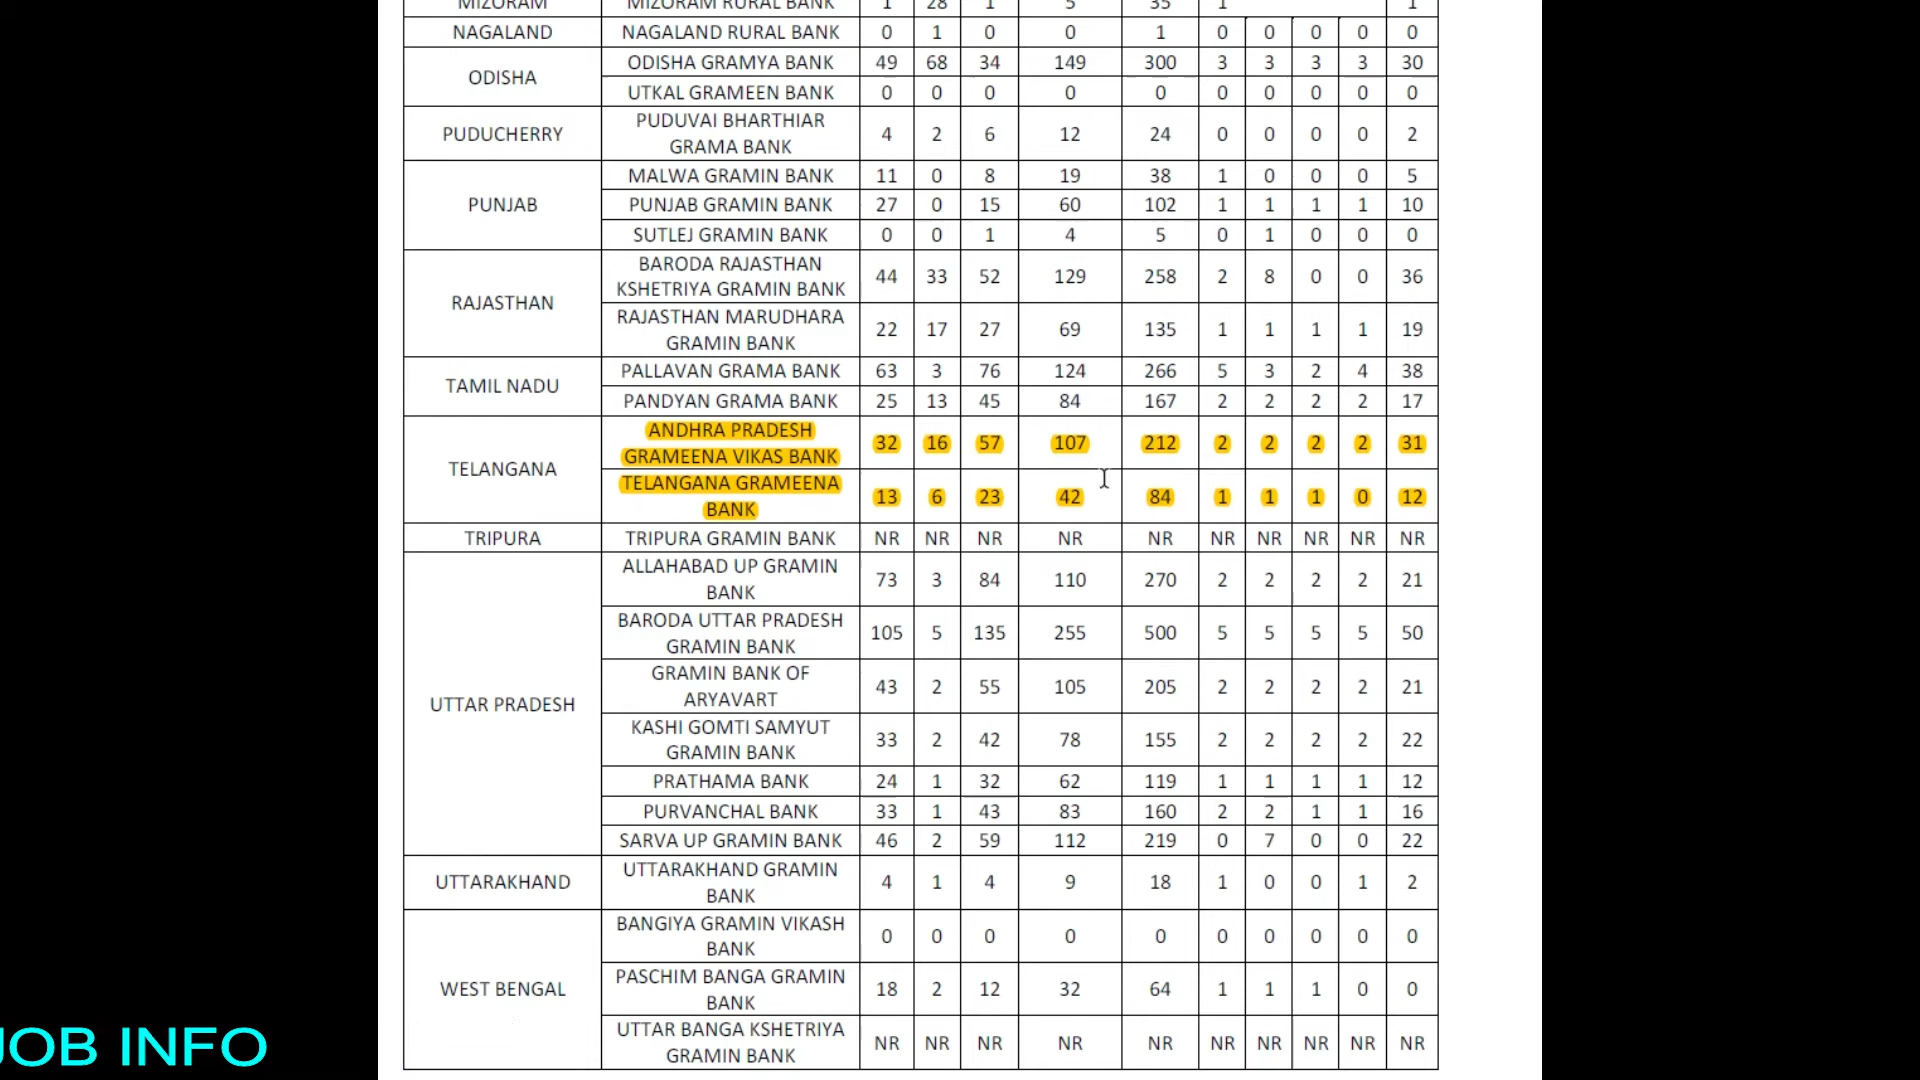 MIZORAM MIZORAM RURAL BANK 1 28 1 5 35 1 1
NAGALAND NAGALAND RURAL BANK 0 1 0 0 1 0 0 0 0 0
ODISHA
ODISHA GRAMYA BANK 49 68 34 149 300 3 3 3 3 30
UTKAL GRAMEEN BANK 0 0 0 0 0 0 0 0 0 0
PUDUCHERRY
PUDUVAI BHARTHIAR
GRAMA BANK
4 2 6 12 24 0 0 0 0 2
PUNJAB
MALWA GRAMIN BANK 11 0 8 19 38 1 0 0 0 5
PUNJAB GRAMIN BANK 27 0 15 60 102 1 1 1 1 10
SUTLEJ GRAMIN BANK 0 0 1 4 5 0 1 0 0 0
RAJASTHAN
BARODA RAJASTHAN
KSHETRIYA GRAMIN BANK
44 33 52 129 258 2 8 0 0 36
RAJASTHAN MARUDHARA
GRAMIN BANK
22 17 27 69 135 1 1 1 1 19
TAMIL NADU
PALLAVAN GRAMA BANK 63 3 76 124 266 5 3 2 4 38
PANDYAN GRAMA BANK 25 13 45 84 167 2 2 2 2 17
TELANGANA
ANDHRA PRADESH
GRAMEENA VIKAS BANK
32 16 57 107 212 2 2 2 2 31
TELANGANA GRAMEENA
BANK
13 6 23 42 84 1 1 1 0 12
TRIPURA TRIPURA GRAMIN BANK NR NR NR NR NR NR NR NR NR NR
UTTAR PRADESH
ALLAHABAD UP GRAMIN
BANK
73 3 84 110 270 2 2 2 2 21
BARODA UTTAR PRADESH
GRAMIN BANK
105 5 135 255 500 5 5 5 5 50
GRAMIN BANK OF
ARYAVART
43 2 55 105 205 2 2 2 2 21
KASHI GOMTI SAMYUT
GRAMIN BANK
33 2 42 78 155 2 2 2 2 22
PRATHAMA BANK 24 1 32 62 119 1 1 1 1 12
PURVANCHAL BANK 33 1 43 83 160 2 2 1 1 16
SARVA UP GRAMIN BANK 46 2 59 112 219 0 7 0 0 22
UTTARAKHAND
UTTARAKHAND GRAMIN
BANK
4 1 4 9 18 1 0 0 1 2
WEST BENGAL
BANGIYA GRAMIN VIKASH
BANK
0 0 0 0 0 0 0 0 0 0
PASCHIM BANGA GRAMIN
BANK
18 2 12 32 64 1 1 1 0 0
UTTAR BANGA KSHETRIYA
GRAMIN BANK
NR NR NR NR NR NR NR NR NR NR
JOB INFO